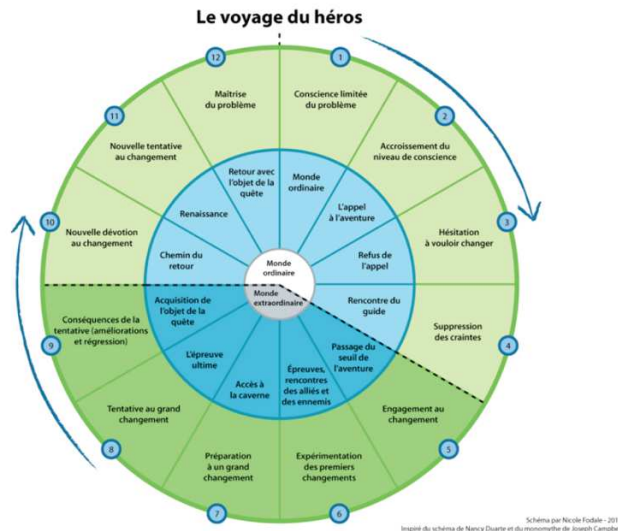 Le voyage du héros
1
Conscience limitée
du problème
2
Accroissement du
niveau de conscience
3
Hésitation
à vouloir changer
4
Suppression
des craintes
5
Engagement au
changement
6
Expérimentation
des premiers
changements
7
Préparation
à un grand
changement
8
Tentative au grand
changement
9
Conséquences de la
tentative (améliorations
et régression)
10
Nouvelle dévotion
au changement
11
Nouvelle tentative
au changement
12
Maîtrise
du problème
Monde
ordinaire
L'appel
à l'aventure
Refus de
l'appel
Rencontre du
guide
Passage du
seuil de
l'aventure
Épreuves,
rencontres
des alliés et
des ennemis
Accès à
la caverne
L'épreuve
ultime
Acquisition de
l'objet de la
quête
Chemin du
retour
Renaissance
Retour avec
l'objet de la
quête
Monde
ordinaire
Monde
extraordinaire
Schéma par Nicole Fodale - 201
Inspiré du schéma de Nancy Duarte et du monomythe de Joseph Campbe